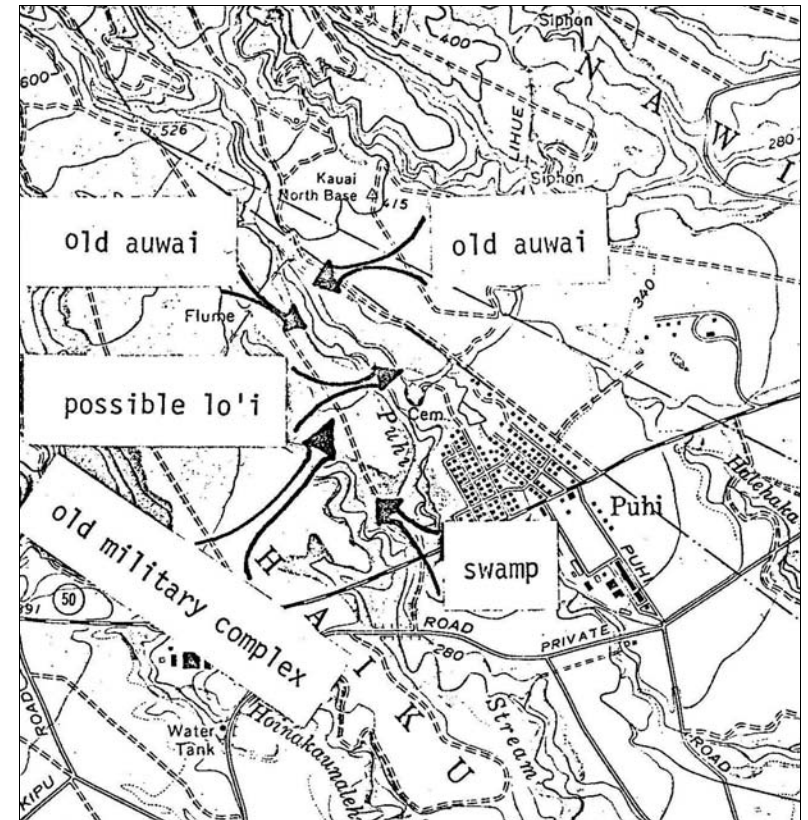 Siphon
400
N A W I
600
LIHUE
526
280
Kauai
North Base
415
Siphon
old auwai
old auwai
340
Flume
possible lo'i
Puhi
Cem.
Halehaka
Puhi
old military complex
swamp
PUHI
H A I K U
50
ROAD
PRIVATE
280
ROAD
Stream
Water
Tank
ROAD
KIPU